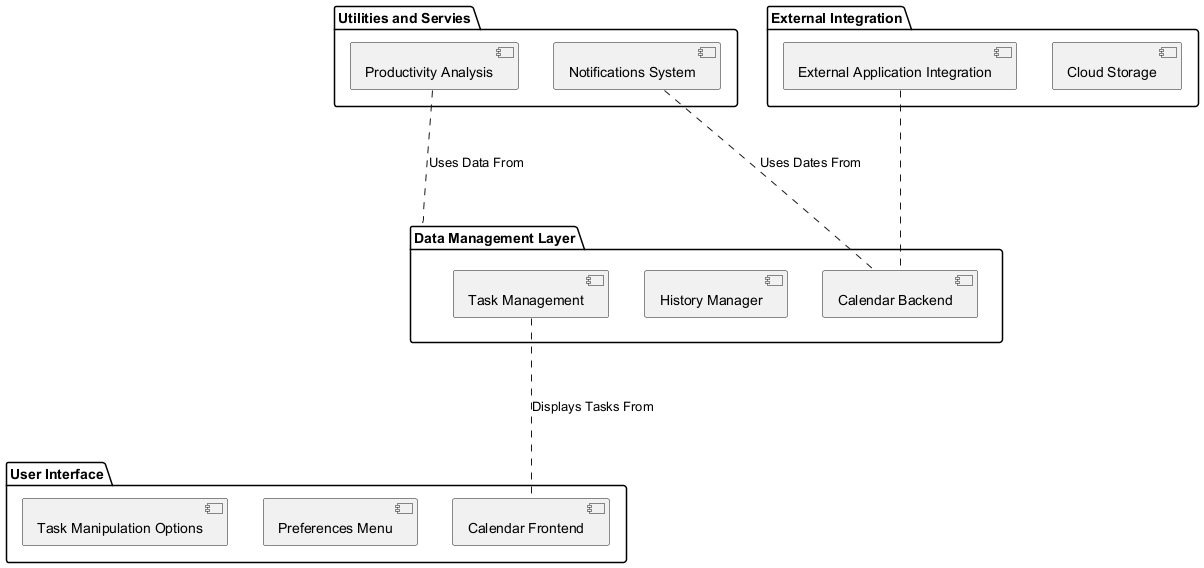 Utilities and Servies
External Integration
Productivity Analysis
Notifications System
External Application Integration
Cloud Storage
Uses Data From
Uses Dates From
Data Management Layer
Task Management
History Manager
Calendar Backend
Displays Tasks From
User Interface
Task Manipulation Options
Preferences Menu
Calendar Frontend